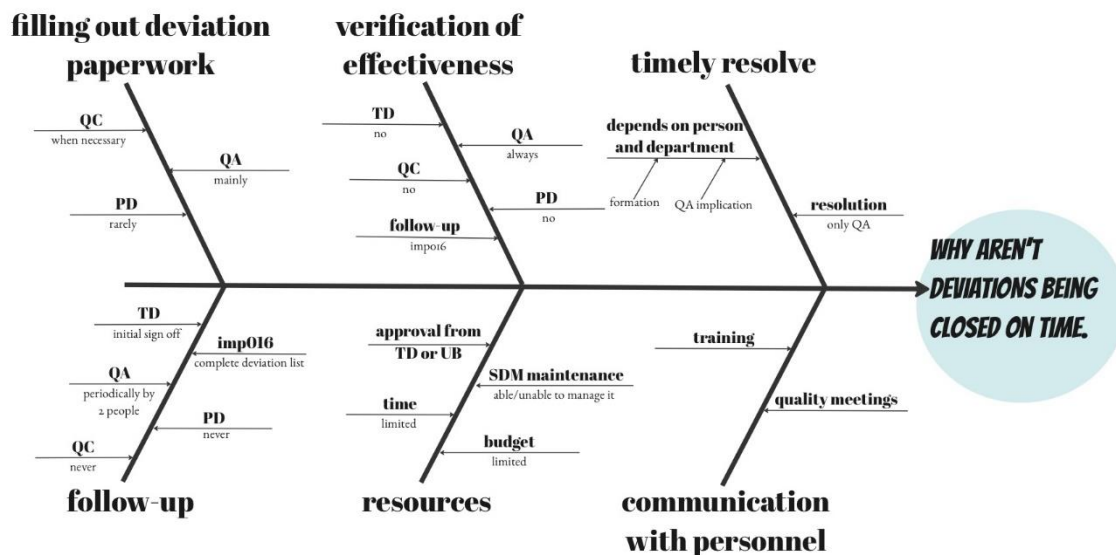 filling out deviation
paperwork
QC
when necessary
QA
mainly
PD
rarely
verification of
effectiveness
TD
no
QA
always
QC
no
PD
no
follow-up
imp016
timely resolve
depends on person
and department
formation
QA implication
resolution
only QA
WHY AREN'T
DEVIATIONS BEING
CLOSED ON TIME.
TD
initial sign off
imp016
complete deviation list
QA
periodically by
2 people
PD
never
QC
never
follow-up
approval from
TD or UB
SDM maintenance
able/unable to manage it
time
limited
budget
limited
resources
training
quality meetings
communication
with personnel